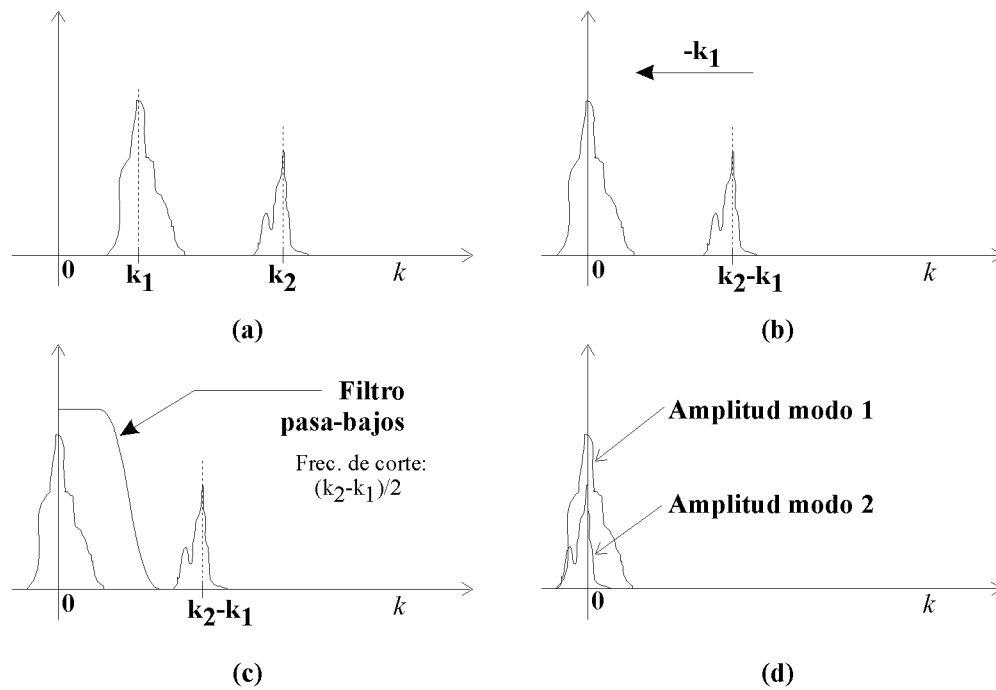 0
k1
k2
k
(a)
-k1
0
k2-k1
k
(b)
Filtro
pasa-bajos
Frec. de corte:
(k2-k1)/2
0
k2-k1
k
(c)
Amplitud modo 1
Amplitud modo 2
0
k
(d)